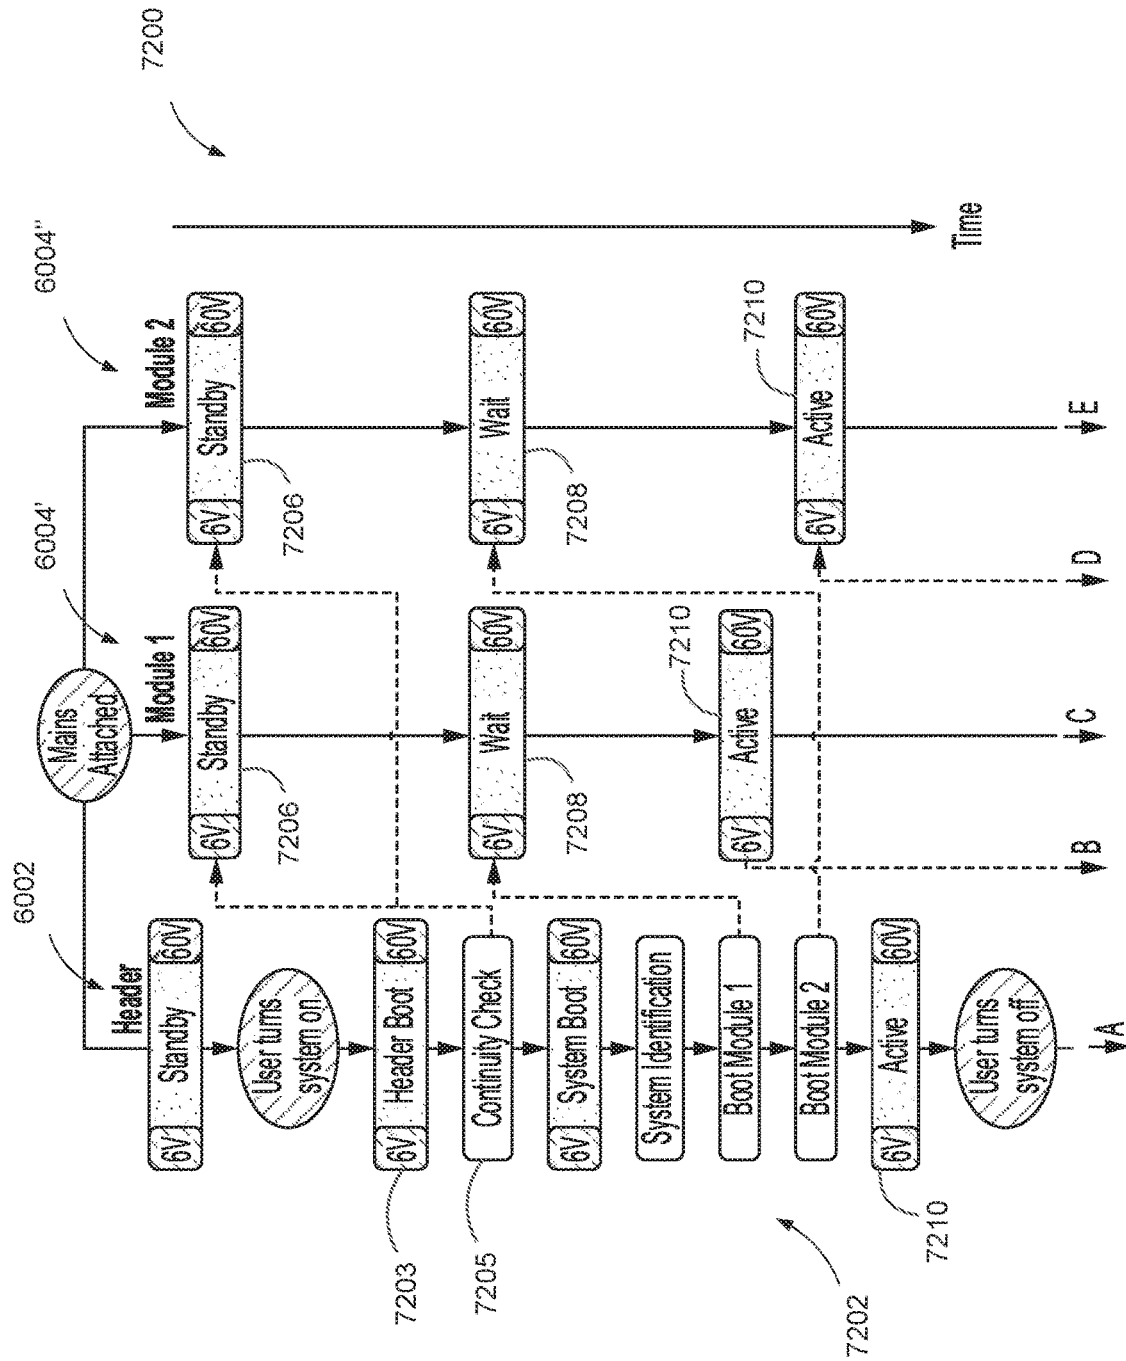 7200
6002
6004'
6004"
Mains
Attached
Header
Module 1
Module 2
6V Standby 60V
6V Standby 60V
6V Standby 60V
7206
7206
User turns
system on
6V Header Boot 60V
7203
Continuity Check
7205
6V Wait 60V
6V Wait 60V
7208
7208
6V System Boot 60V
System Identification
Boot Module 1
6V Active 60V
7210
Boot Module 2
6V Active 60V
7210
6V Active 60V
7210
User turns
system off
7202
Time
A
B
C
D
E